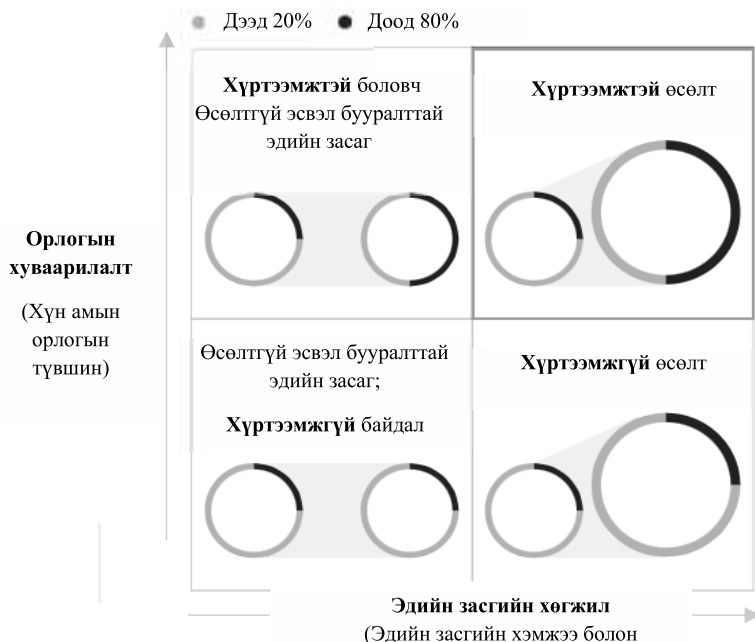 Дээд 20% Доод 80%
Хүртээмжтэй боловч
Өсөлтгүй эсвэл бууралттай
эдийн засаг
Хүртээмжтэй өсөлт
Орлогын
хуваарилалт
(Хүн амын
орлогын
түвшин)
Өсөлтгүй эсвэл бууралттай
эдийн засаг;
Хүртээмжгүй байдал
Хүртээмжгүй өсөлт
Эдийн засгийн хөгжил
(Эдийн засгийн хэмжээ болон